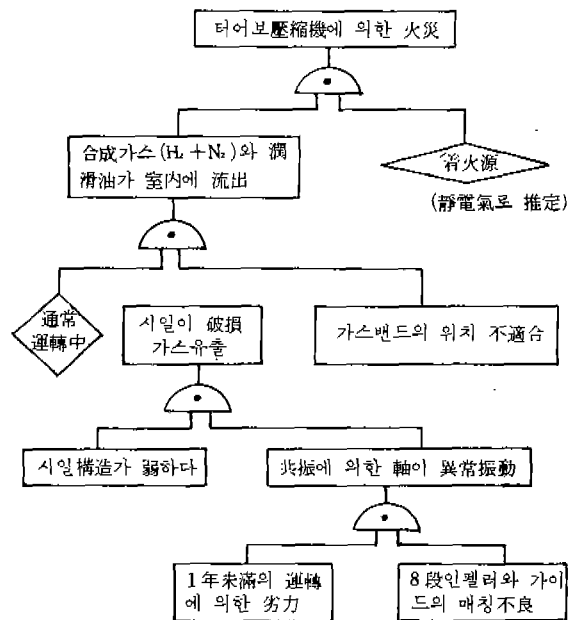 터어보壓縮機에 의한 火災
合成가스(H₂+N₂)와 潤
滑油가 室內에 流出
着火源
(靜電氣로 推定)
通常
運轉中
시일이 破損
가스유출
가스밴드의 위치 不適合
시일構造가 弱하다
共振에 의한 軸이 異常振動
1年未滿의 運轉
에 의한 劣力
8段인펠러와 가이
드의 매칭不良